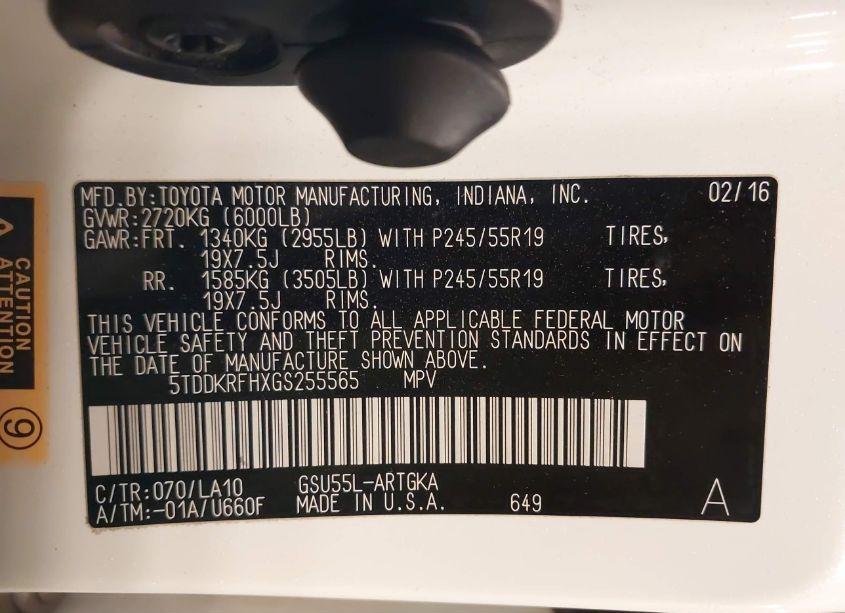 MFD.BY:TOYOTA MOTOR MANUFACTURING, INDIANA, INC. 02/16
GVWR:2720KG (6000LB)
GAWR:FRT. 1340KG (2955LB) WITH P245/55R19 TIRES,
19X7.5J RIMS.
RR. 1585KG (3505LB) WITH P245/55R19 TIRES,
19X7.5J RIMS.
THIS VEHICLE CONFORMS TO ALL APPLICABLE FEDERAL MOTOR
VEHICLE SAFETY AND THEFT PREVENTION STANDARDS IN EFFECT ON
THE DATE OF MANUFACTURE SHOWN ABOVE.
5TDDKRFHXGS255565 MPV
C/TR:070/LA10 GSU55L-ARTGKA
A/TM:-01A/U660F MADE IN U.S.A. 649 A
CAUTION
ATTENTION
9